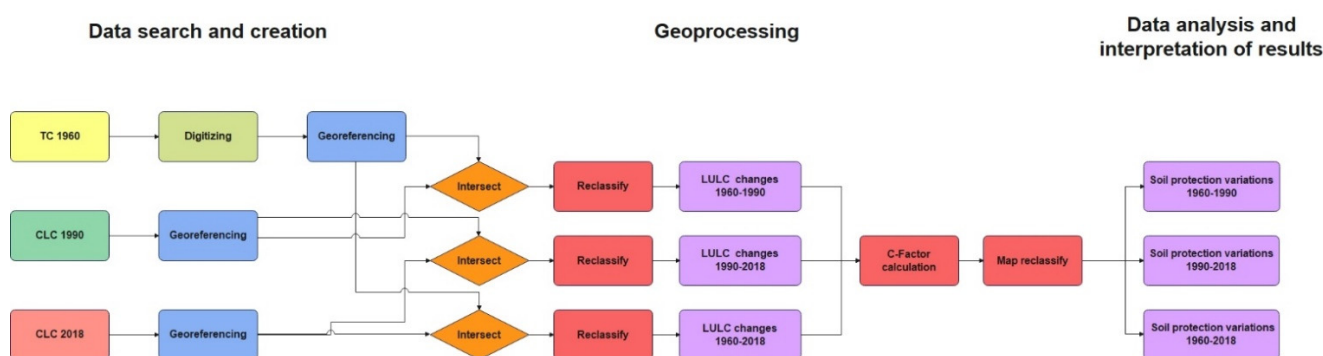 Data search and creation
Geoprocessing
Data analysis and
interpretation of results
TC 1960
Digitizing
Georeferencing
Intersect
Reclassify
LULC changes
1960-1990
Soil protection variations
1960-1990
CLC 1990
Georeferencing
Intersect
Reclassify
LULC changes
1990-2018
C-Factor
calculation
Map reclassify
Soil protection variations
1990-2018
CLC 2018
Georeferencing
Intersect
Reclassify
LULC changes
1960-2018
Soil protection variations
1960-2018